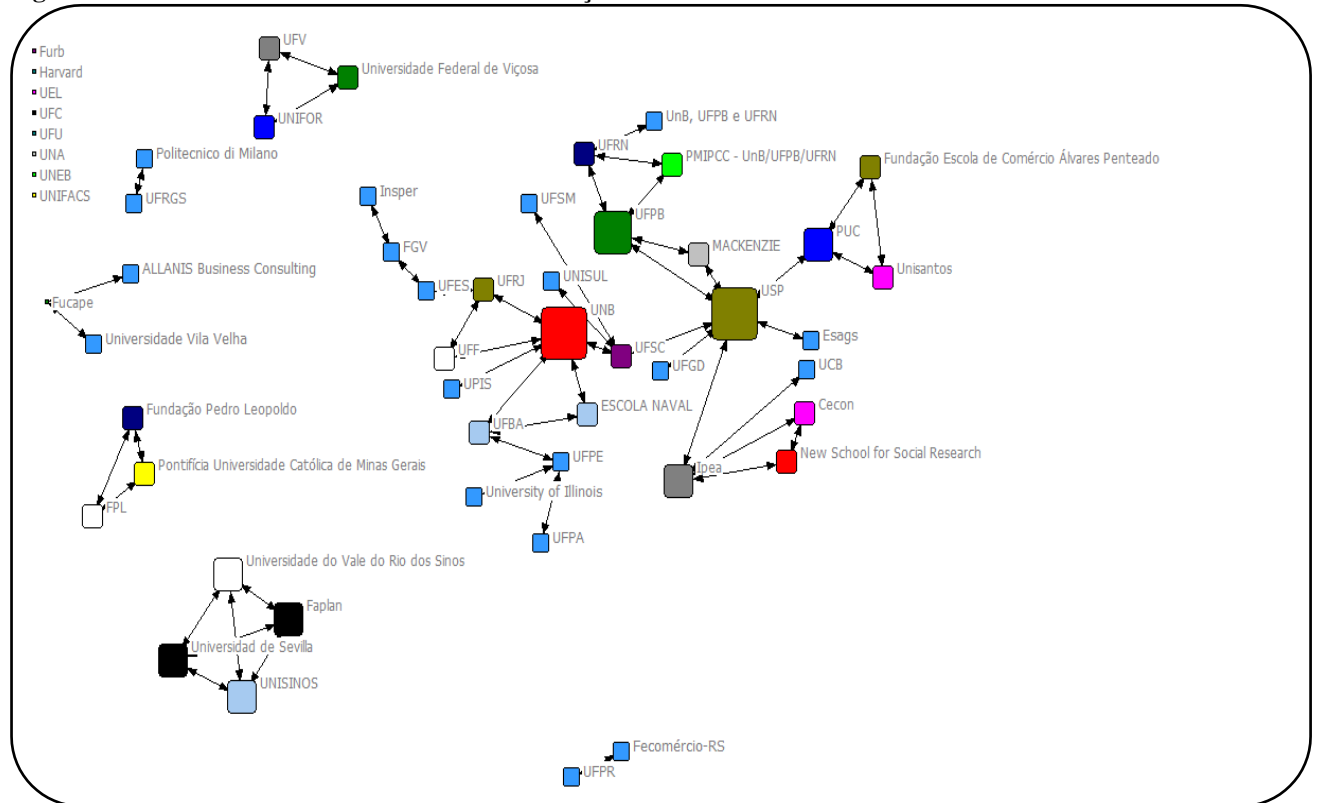 Furb
Harvard
UEL
UFC
UFU
UNA
UNEB
UNIFACS
UFV
Universidade Federal de Viçosa
UNIFOR
Politecnico di Milano
UFRGS
ALLANIS Business Consulting
Fucape
Universidade Vila Velha
Fundação Pedro Leopoldo
Pontifícia Universidade Católica de Minas Gerais
FPL
Universidade do Vale do Rio dos Sinos
Faplan
Universidad de Sevilla
UNISINOS
Insper
FGV
UFES
UFRJ
UFF
UPIS
UFBA
UFSM
UNISUL
UNB
UFSC
ESCOLA NAVAL
UFPE
University of Illinois
UFPA
UnB, UFPB e UFRN
UFRN
PMIPCC - UnB/UFPB/UFRN
UFPB
MACKENZIE
USP
UFGD
Fundação Escola de Comércio Álvares Penteado
PUC
Unisantos
Esags
UCB
Cecon
New School for Social Research
Ipea
Fecomércio-RS
UFPR